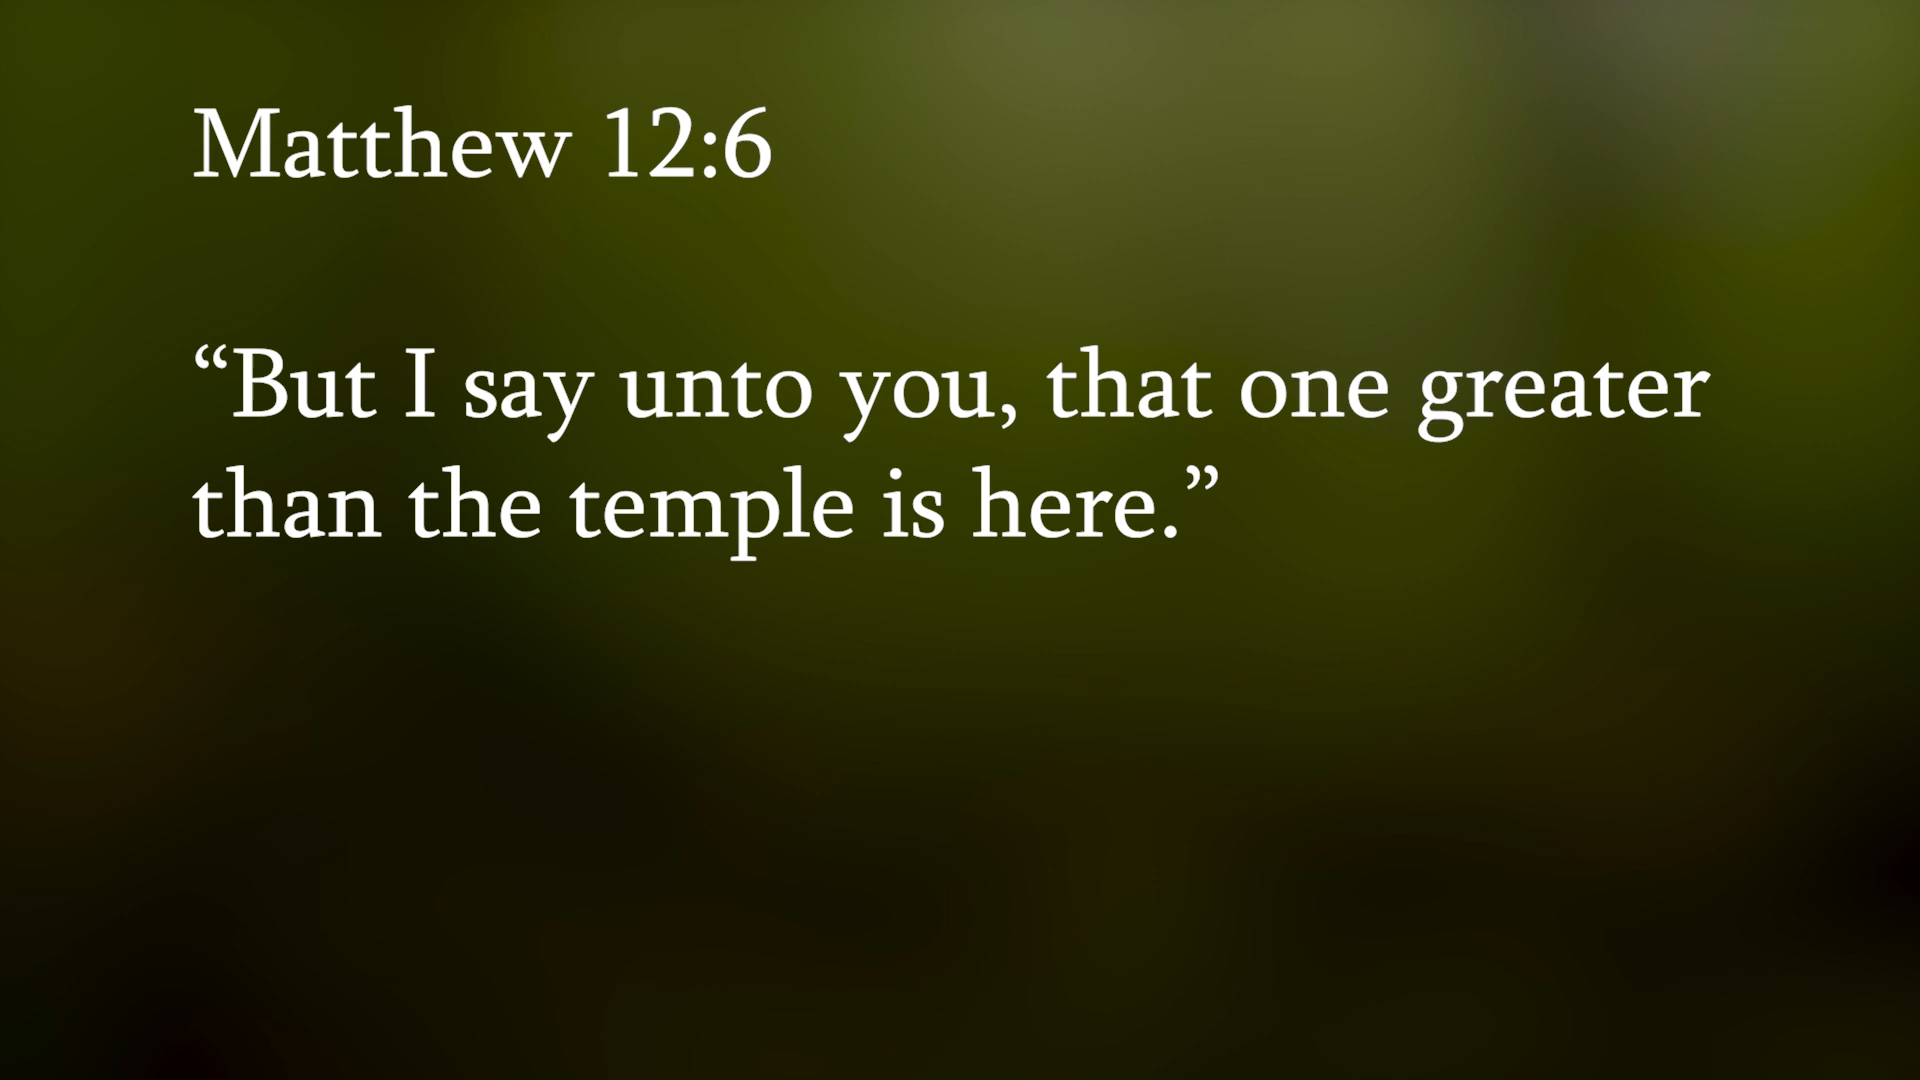 Matthew 12:6
“But I say unto you, that one greater
than the temple is here.”